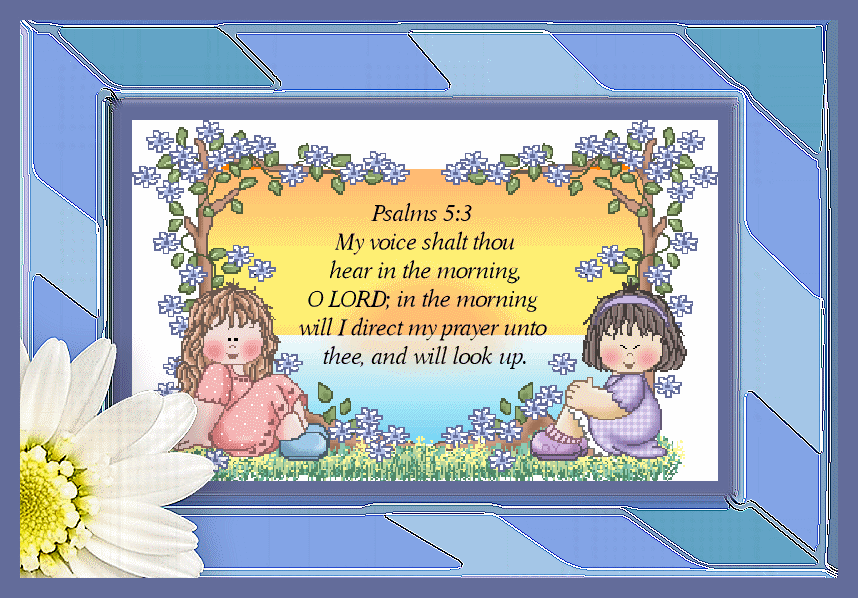 Psalms 5:3
My voice shalt thou
hear in the morning,
O LORD; in the morning
will I direct my prayer unto
thee, and will look up.